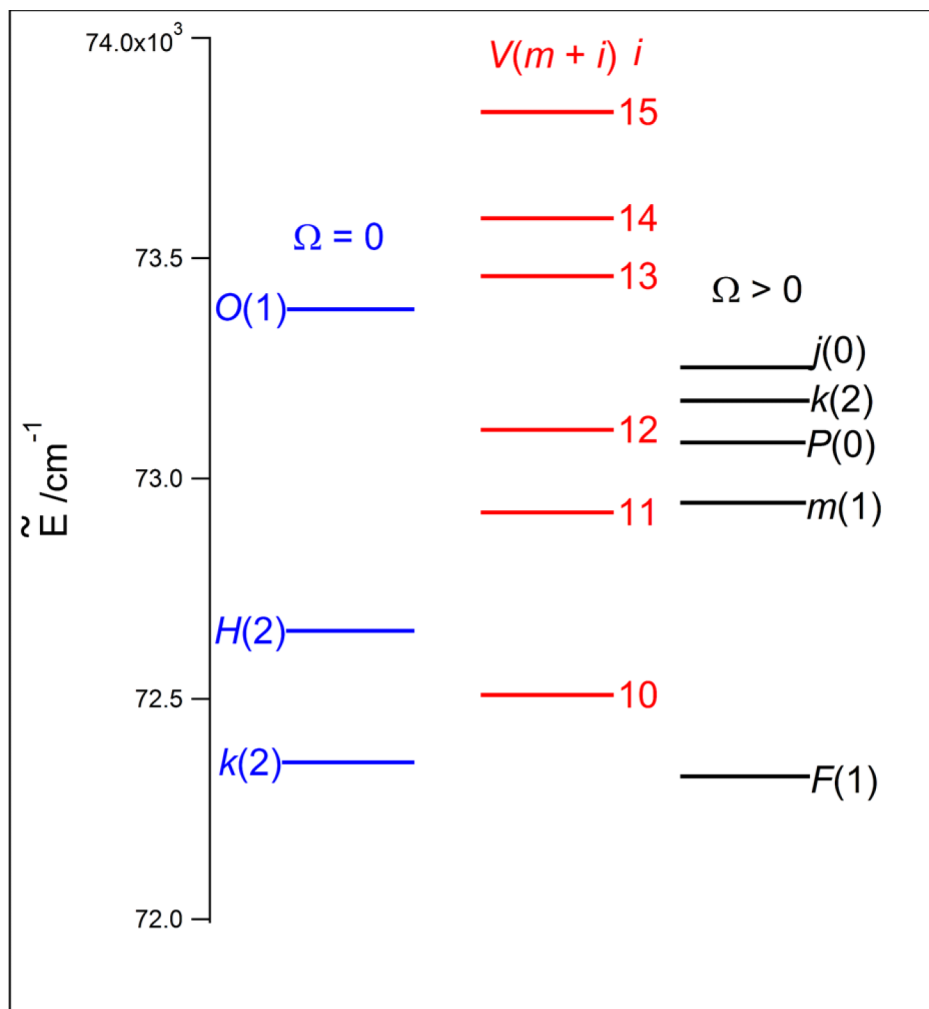 74.0x10³
V(m + i) i
15
14
Ω = 0
73.5
13
Ω > 0
O(1)
j(0)
k(2)
12
P(0)
73.0
m(1)
11
Ẽ /cm⁻¹
H(2)
72.5
10
k(2)
F(1)
72.0